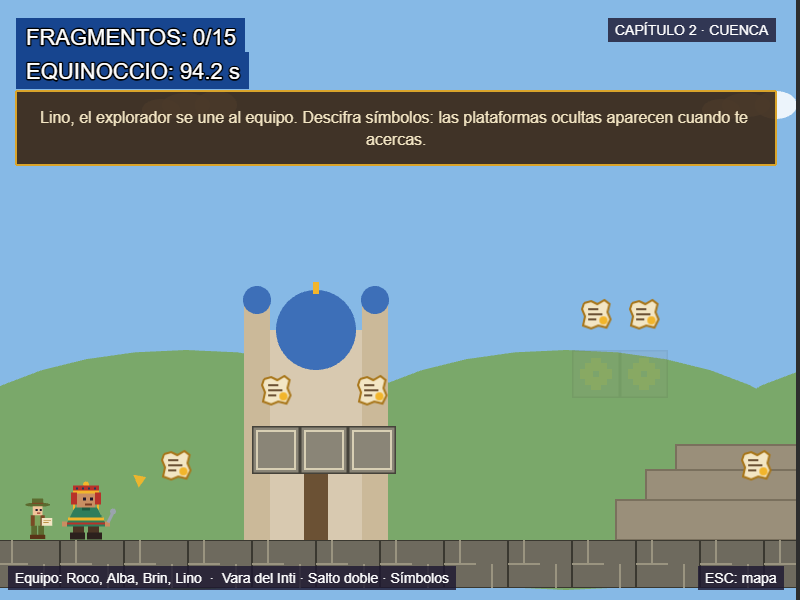 FRAGMENTOS: 0/15
CAPÍTULO 2 · CUENCA
EQUINOCCIO: 94.2 s
Lino, el explorador se une al equipo. Descifra símbolos: las plataformas ocultas aparecen cuando te
acercas.
Equipo: Roco, Alba, Brin, Lino · Vara del Inti · Salto doble · Símbolos
ESC: mapa